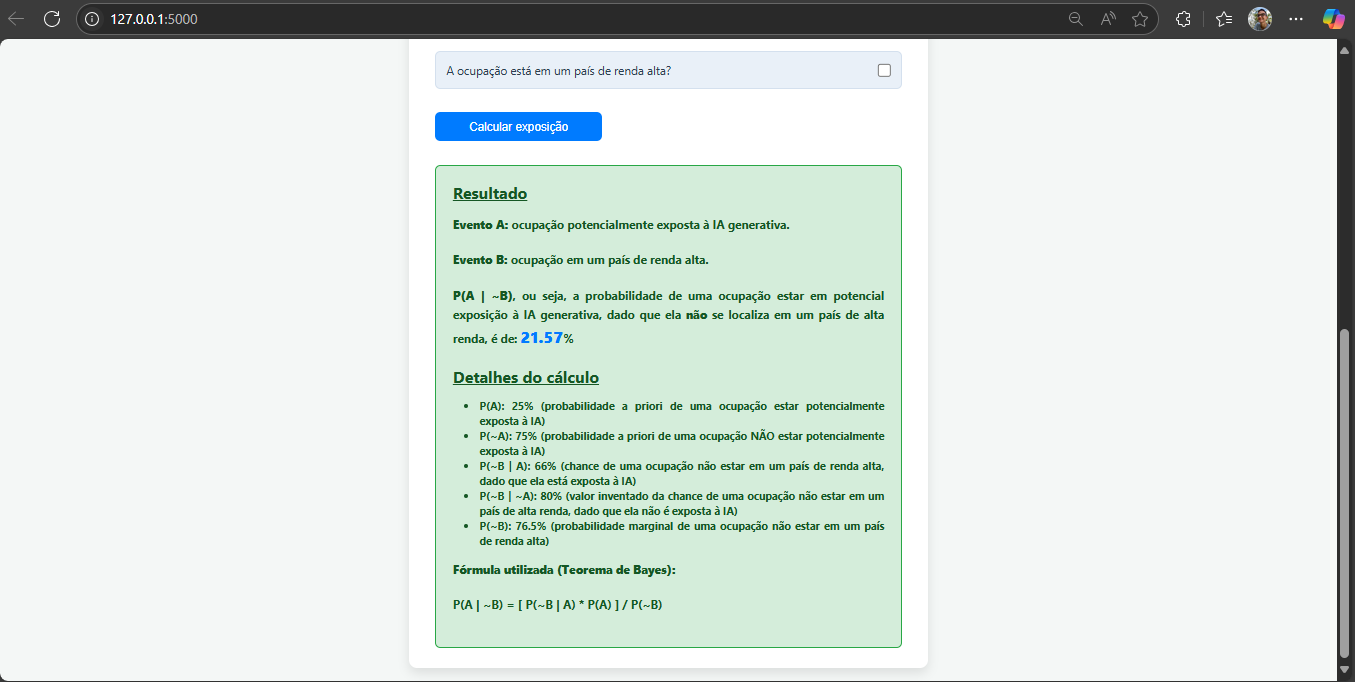 127.0.0.1:5000
A ocupação está em um país de renda alta?
Calcular exposição
Resultado
Evento A: ocupação potencialmente exposta à IA generativa.
Evento B: ocupação em um país de renda alta.
P(A | ~B), ou seja, a probabilidade de uma ocupação estar em potencial
exposição à IA generativa, dado que ela não se localiza em um país de alta
renda, é de: 21.57%
Detalhes do cálculo
• P(A): 25% (probabilidade a priori de uma ocupação estar potencialmente
exposta à IA)
• P(~A): 75% (probabilidade a priori de uma ocupação NÃO estar potencialmente
exposta à IA)
• P(~B | A): 66% (chance de uma ocupação não estar em um país de renda alta,
dado que ela está exposta à IA)
• P(~B | ~A): 80% (valor inventado da chance de uma ocupação não estar em um
país de alta renda, dado que ela não é exposta à IA)
• P(~B): 76.5% (probabilidade marginal de uma ocupação não estar em um país
de renda alta)
Fórmula utilizada (Teorema de Bayes):
P(A | ~B) = [ P(~B | A) * P(A) ] / P(~B)